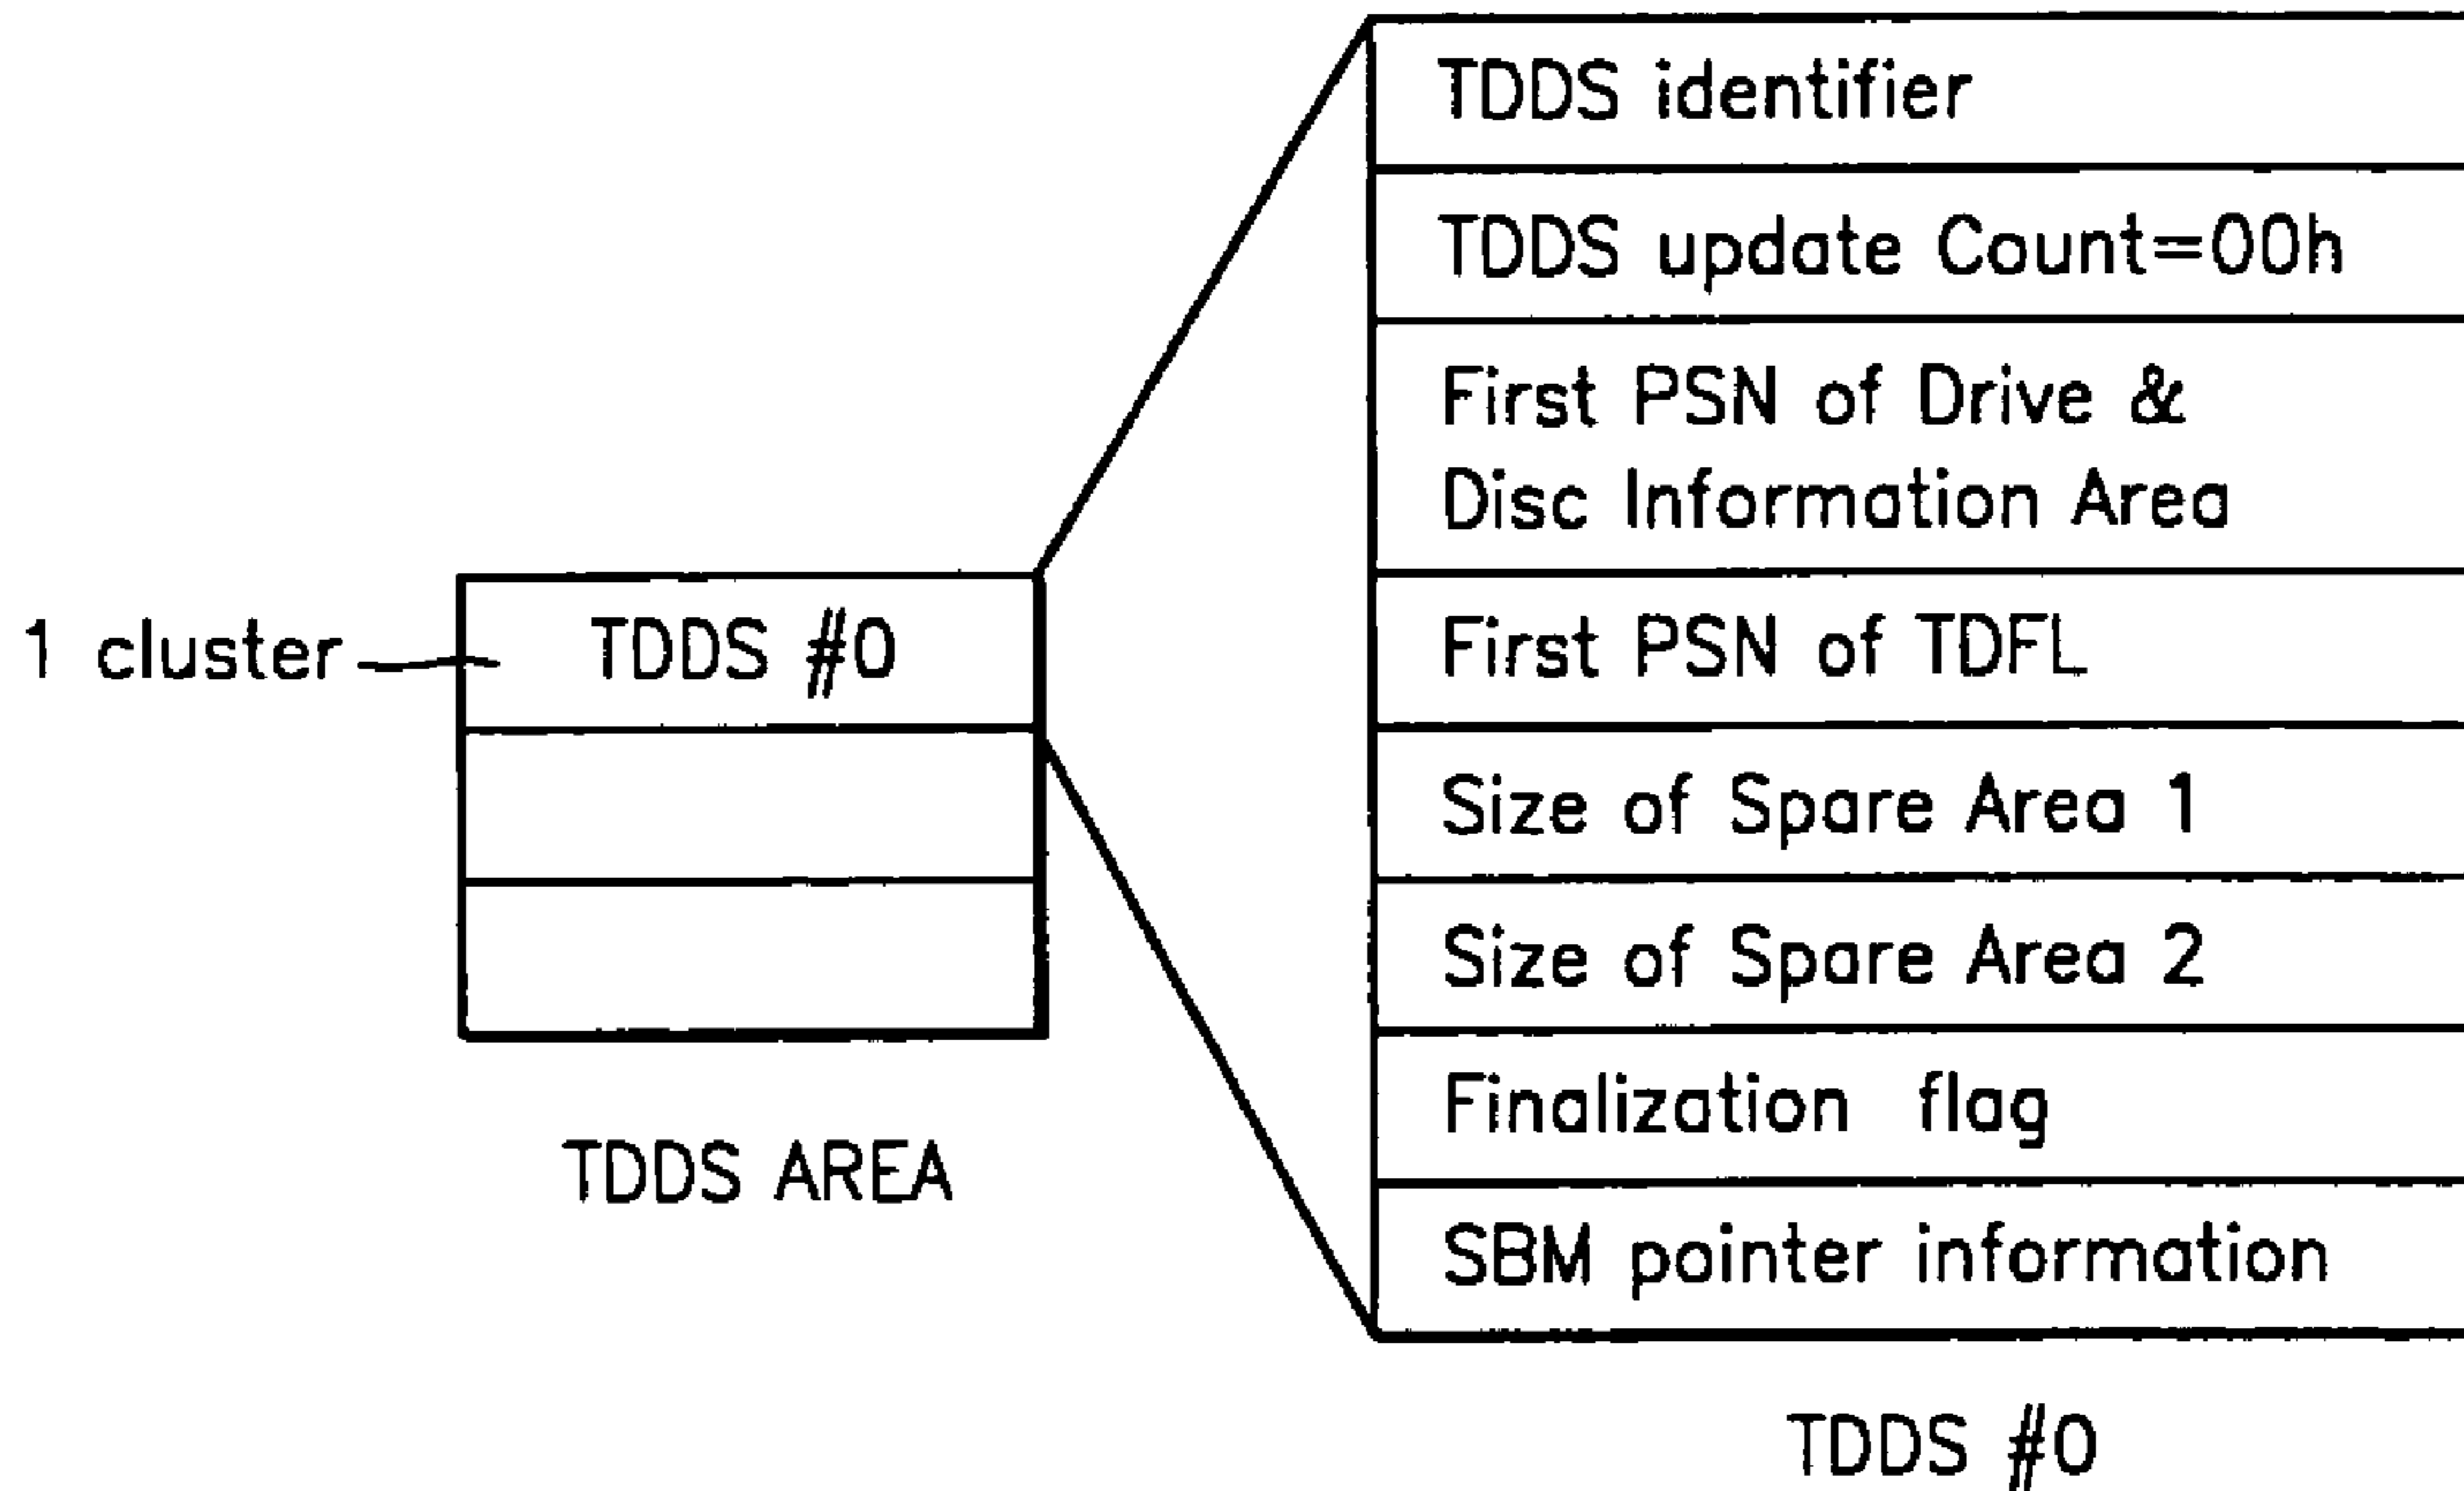 1 cluster
TDDS #0
TDDS AREA
TDDS identifier
TDDS update Count=00h
First PSN of Drive &
Disc Information Area
First PSN of TDFL
Size of Spare Area 1
Size of Spare Area 2
Finalization flag
SBM pointer information
TDDS #0